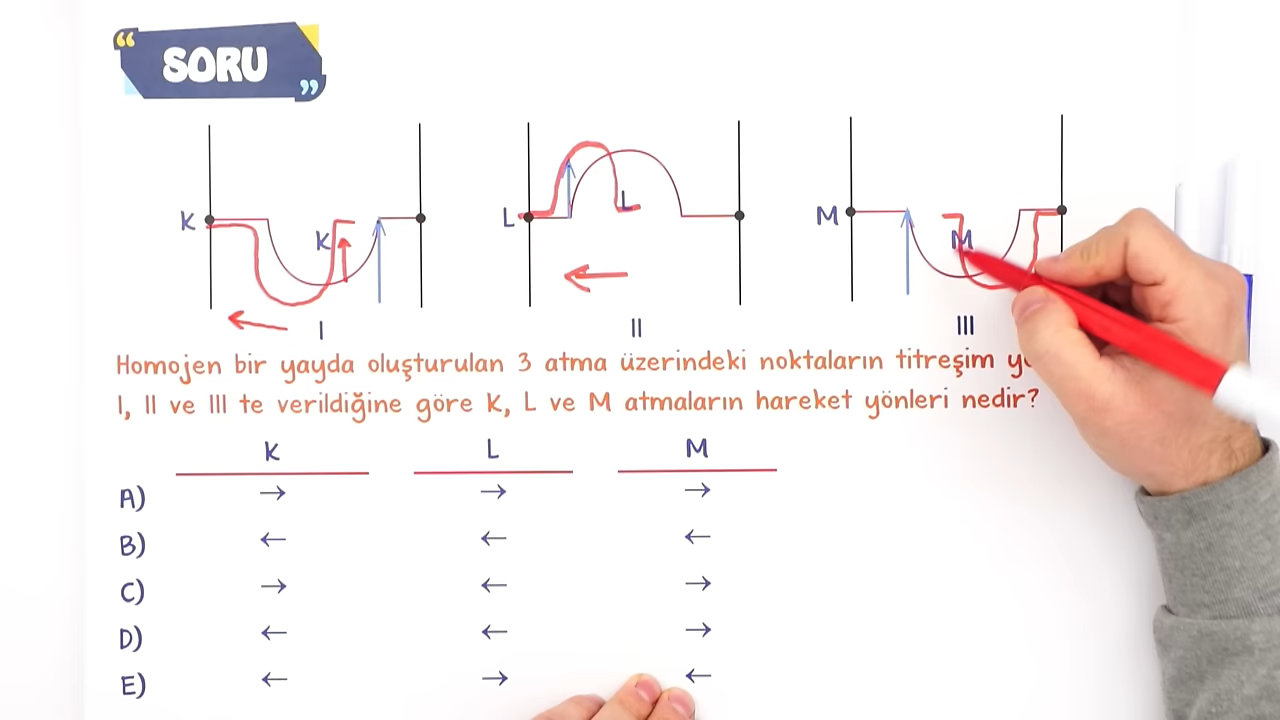 “ SORU ”
K K L L M M
I II III
Homojen bir yayda oluşturulan 3 atma üzerindeki noktaların titreşim
I, II ve III te verildiğine göre K, L ve M atmaların hareket yönleri nedir?
K L M
A) → → →
B) ← ← ←
C) → ← →
D) ← ← →
E) ← → ←